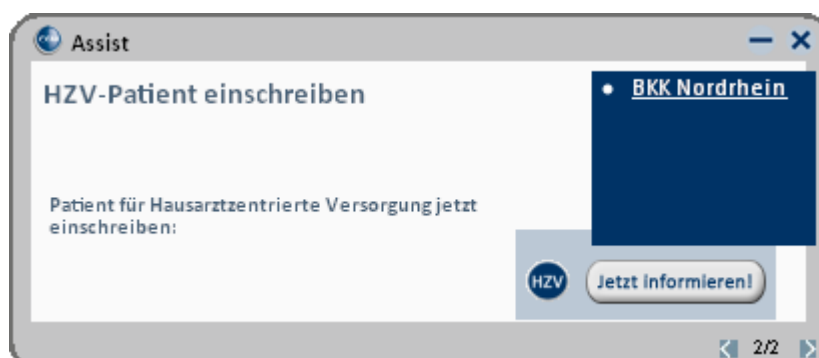 Assist
HZV-Patient einschreiben
BKK Nordrhein
Patient für Hausarztzentrierte Versorgung jetzt
einschreiben:
HZV
Jetzt informieren!
2/2